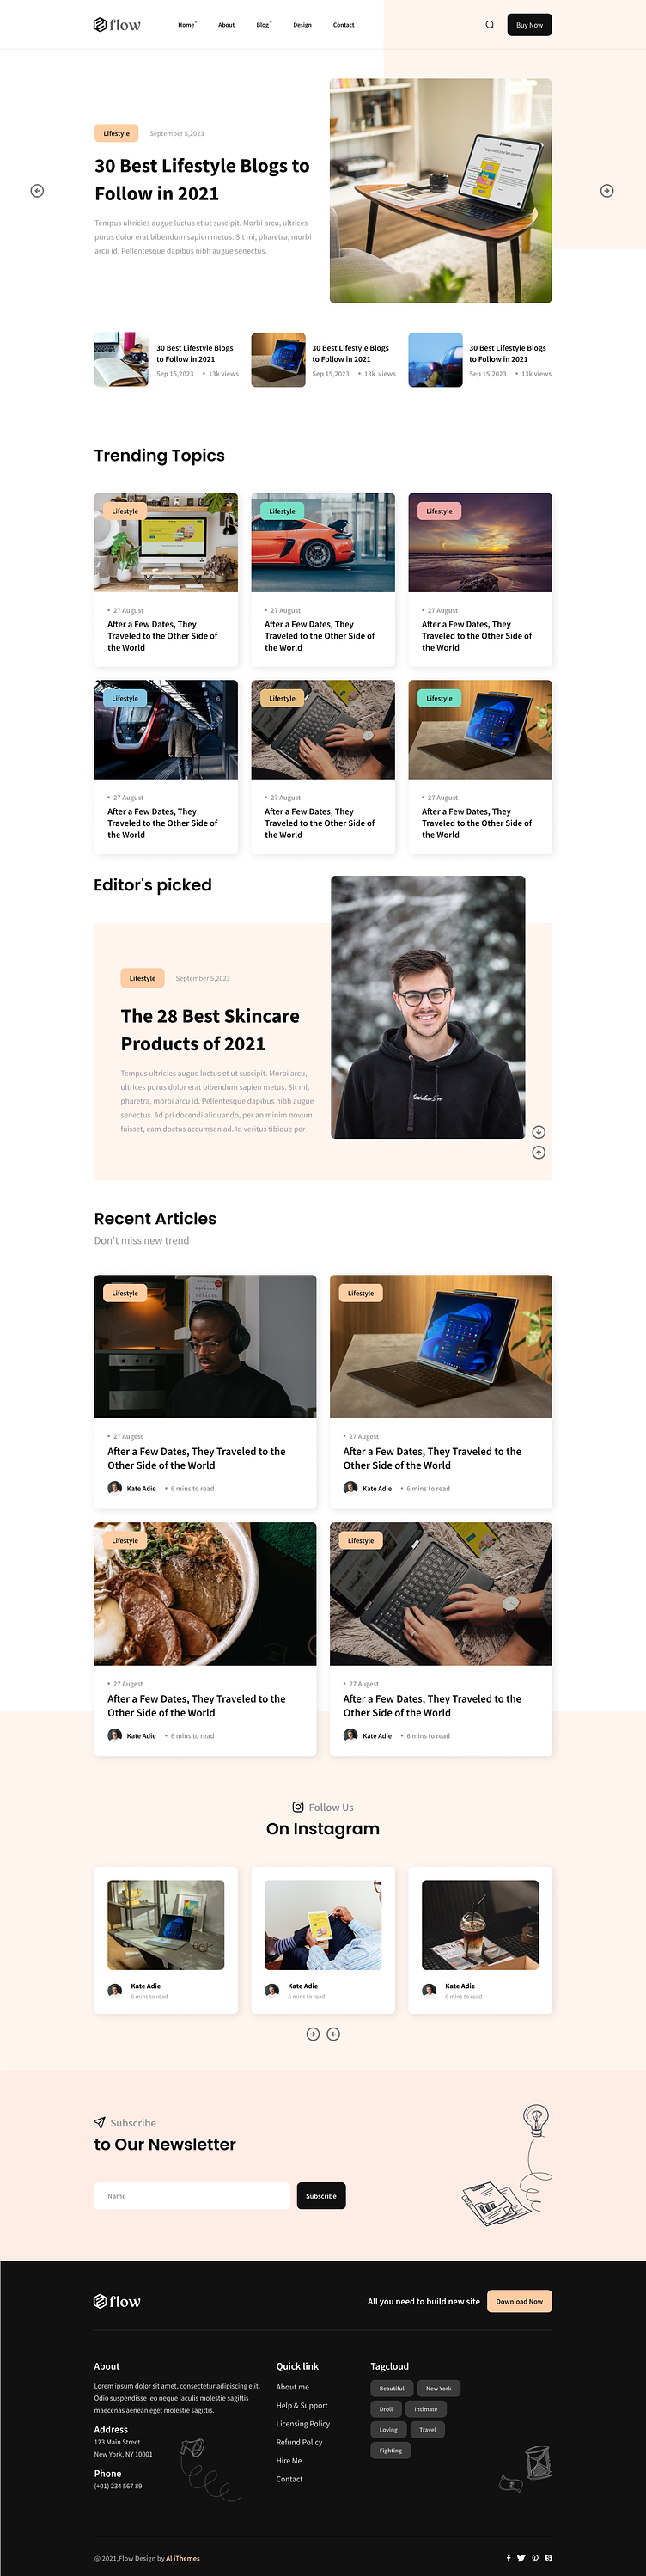 flow
Home
About
Blog
Design
Contact
Buy Now
Lifestyle
September 5,2023
30 Best Lifestyle Blogs to
Follow in 2021
Tempus ultricies augue luctus et ut suscipit. Morbi arcu, ultrices
purus dolor erat bibendum sapien metus. Sit mi, pharetra, morbi
arcu id. Pellentesque dapibus nibh augue senectus.
30 Best Lifestyle Blogs
to Follow in 2021
Sep 15,2023 • 13k views
30 Best Lifestyle Blogs
to Follow in 2021
Sep 15,2023 • 13k views
30 Best Lifestyle Blogs
to Follow in 2021
Sep 15,2023 • 13k views
Trending Topics
Lifestyle
• 27 August
After a Few Dates, They
Traveled to the Other Side of
the World
Lifestyle
• 27 August
After a Few Dates, They
Traveled to the Other Side of
the World
Lifestyle
• 27 August
After a Few Dates, They
Traveled to the Other Side of
the World
Lifestyle
• 27 August
After a Few Dates, They
Traveled to the Other Side of
the World
Lifestyle
• 27 August
After a Few Dates, They
Traveled to the Other Side of
the World
Lifestyle
• 27 August
After a Few Dates, They
Traveled to the Other Side of
the World
Editor's picked
Lifestyle
September 5,2023
The 28 Best Skincare
Products of 2021
Tempus ultricies augue luctus et ut suscipit. Morbi arcu,
ultrices purus dolor erat bibendum sapien metus. Sit mi,
pharetra, morbi arcu id. Pellentesque dapibus nibh augue
senectus. Ad pri docendi aliquando, per an minim novum
fuisset, eam doctus accumsan ad. Id veritus tibique per
Recent Articles
Don't miss new trend
Lifestyle
• 27 Augest
After a Few Dates, They Traveled to the
Other Side of the World
Kate Adie • 6 mins to read
Lifestyle
• 27 Augest
After a Few Dates, They Traveled to the
Other Side of the World
Kate Adie • 6 mins to read
Lifestyle
• 27 Augest
After a Few Dates, They Traveled to the
Other Side of the World
Kate Adie • 6 mins to read
Lifestyle
• 27 Augest
After a Few Dates, They Traveled to the
Other Side of the World
Kate Adie • 6 mins to read
Follow Us
On Instagram
Kate Adie
6 mins to read
Kate Adie
6 mins to read
Kate Adie
6 mins to read
Subscribe
to Our Newsletter
Name
Subscribe
flow
All you need to build new site
Download Now
About
Lorem ipsum dolor sit amet, consectetur adipiscing elit.
Odio suspendisse leo neque iaculis molestie sagittis
maecenas aenean eget molestie sagittis.
Address
123 Main Street
New York, NY 10001
Phone
(+01) 234 567 89
Quick link
About me
Help & Support
Licensing Policy
Refund Policy
Hire Me
Contact
Tagcloud
Beautiful
New York
Droll
Intimate
Loving
Travel
Fighting
@ 2021,Flow Design by Al iThemes